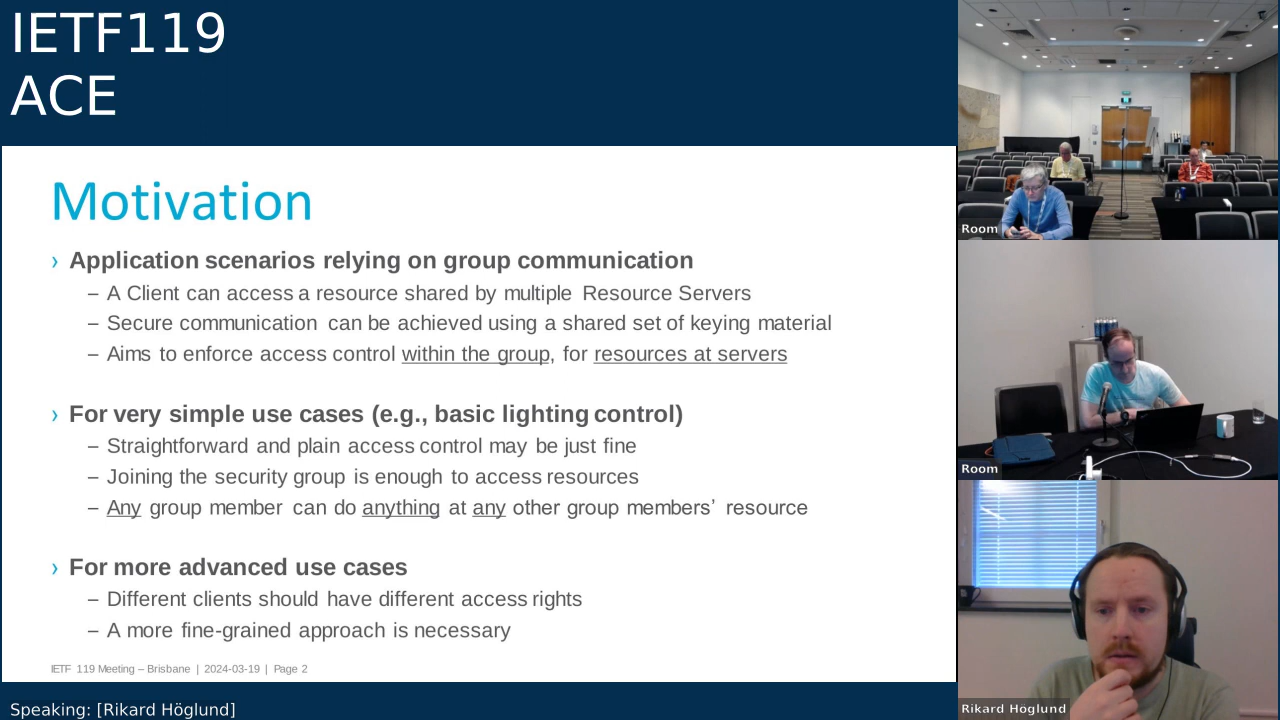 IETF119
ACE
Motivation
› Application scenarios relying on group communication
– A Client can access a resource shared by multiple Resource Servers
– Secure communication can be achieved using a shared set of keying material
– Aims to enforce access control within the group, for resources at servers
› For very simple use cases (e.g., basic lighting control)
– Straightforward and plain access control may be just fine
– Joining the security group is enough to access resources
– Any group member can do anything at any other group members’ resource
› For more advanced use cases
– Different clients should have different access rights
– A more fine-grained approach is necessary
IETF 119 Meeting – Brisbane | 2024-03-19 | Page 2
Speaking: [Rikard Höglund]
Room
Room
Rikard Höglund